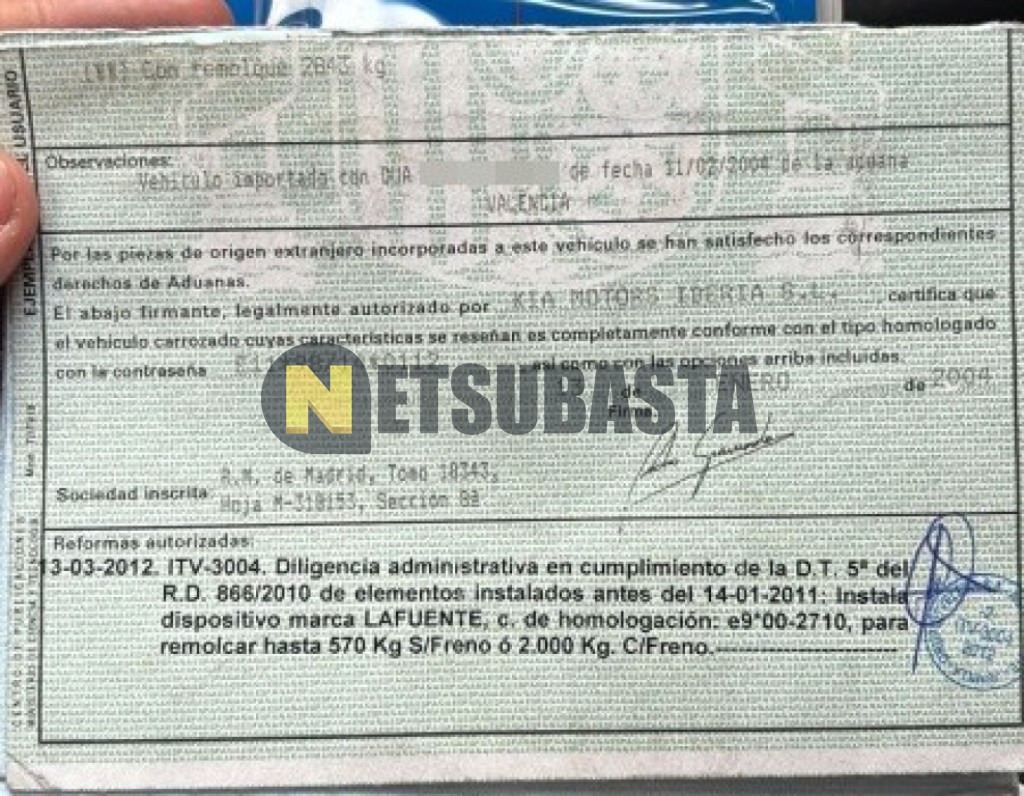 (**) Con remolque 2843 kg
Observaciones:
Vehículo importado con DUA de fecha 11/02/2004 de la aduana
VALENCIA
Por las piezas de origen extranjero incorporadas a este vehículo se han satisfecho los correspondientes
derechos de Aduanas.
El abajo firmante, legalmente autorizado por KIA MOTORS IBERIA S.L., certifica que
el vehículo carrozado cuyas características se reseñan es completamente conforme con el tipo homologado
con la contraseña así como con las opciones arriba incluidas.
de ENERO de 2004
Firma:
NETSUBASTA
R.M. de Madrid, Tomo 18343,
Sociedad inscrita
Hoja M-318153, Sección 8ª
Reformas autorizadas:
13-03-2012. ITV-3004. Diligencia administrativa en cumplimiento de la D.T. 5ª del
R.D. 866/2010 de elementos instalados antes del 14-01-2011: Instala
dispositivo marca LAFUENTE, c. de homologación: e9*00-2710, para
remolcar hasta 570 Kg S/Freno ó 2.000 Kg. C/Freno.
USUARIO